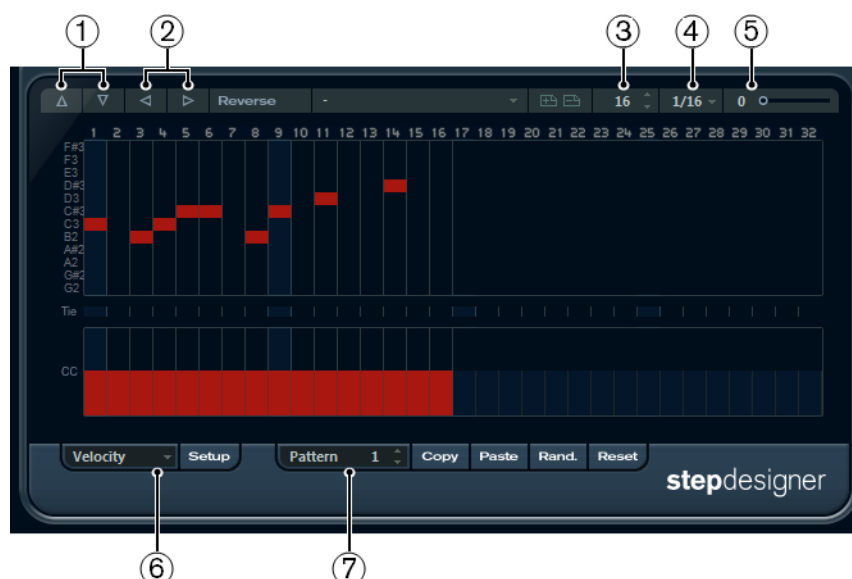 1 2 3 4 5
Reverse - 16 1/16 0
1 2 3 4 5 6 7 8 9 10 11 12 13 14 15 16 17 18 19 20 21 22 23 24 25 26 27 28 29 30 31 32
F#3
F3
E3
D#3
D3
C#3
C3
B2
A#2
A2
G#2
G2
Tie
CC
Velocity Setup Pattern 1 Copy Paste Rand. Reset
stepdesigner
6 7